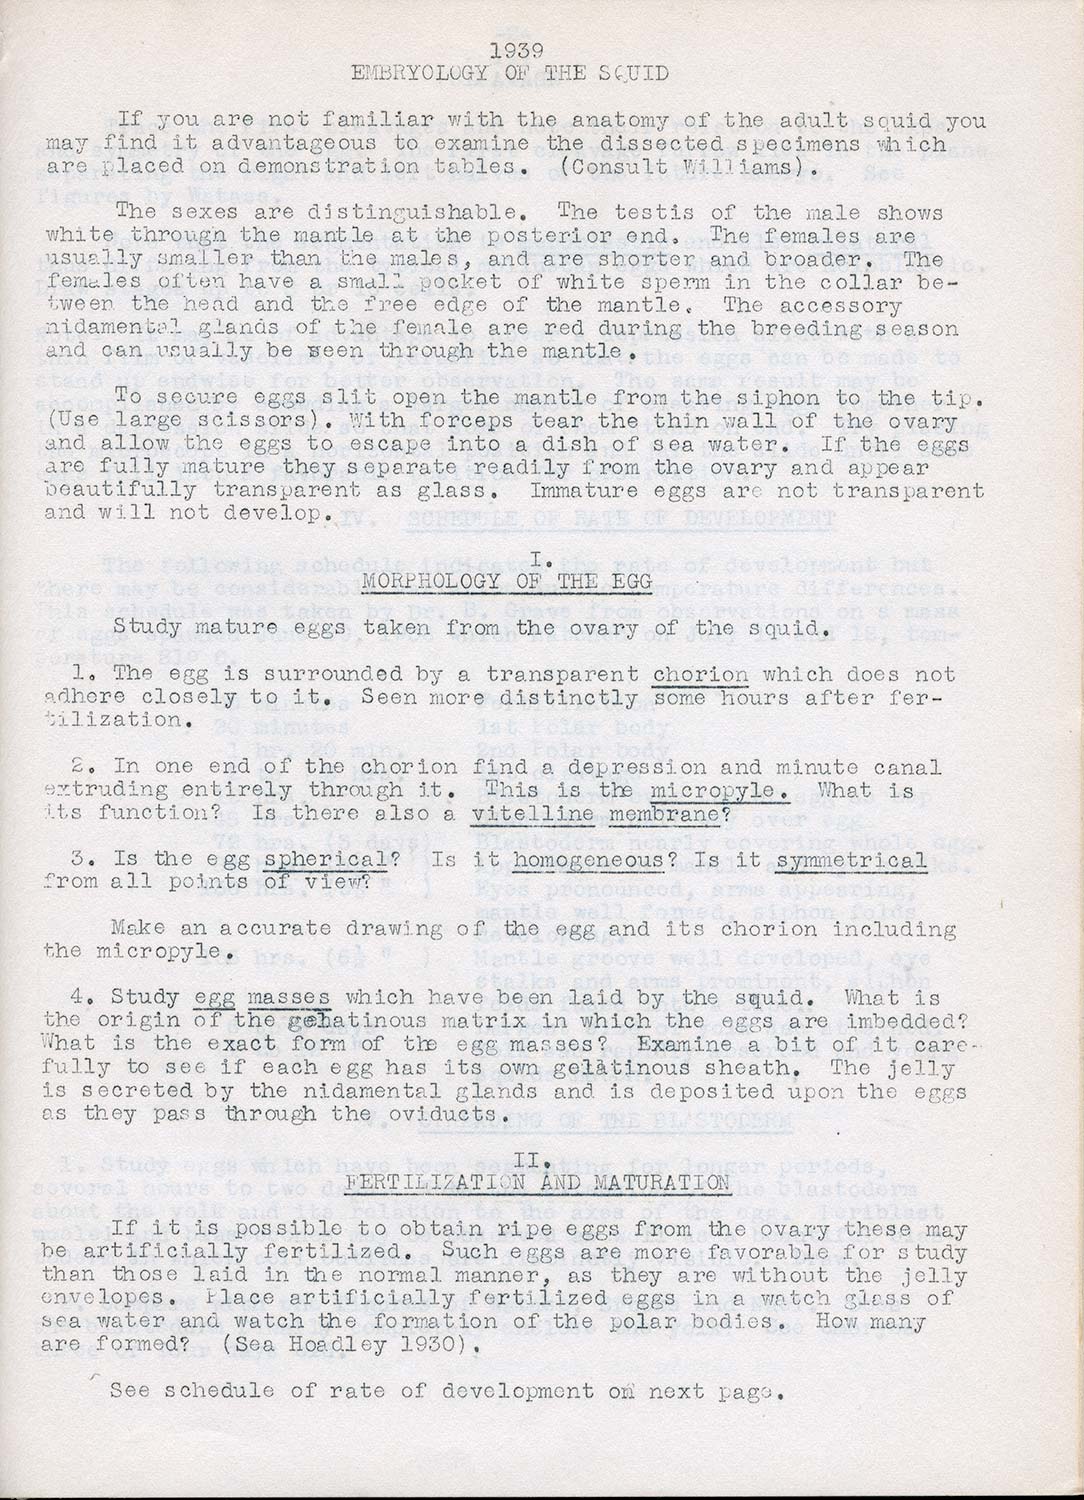 1939
EMBRYOLOGY OF THE SQUID
If you are not familiar with the anatomy of the adult squid you
may find it advantageous to examine the dissected specimens which
are placed on demonstration tables. (Consult Williams).
The sexes are distinguishable. The testis of the male shows
white through the mantle at the posterior end. The females are
usually smaller than the males, and are shorter and broader. The
females often have a small pocket of white sperm in the collar be-
tween the head and the free edge of the mantle. The accessory
nidamental glands of the female are red during the breeding season
and can usually be seen through the mantle.
To secure eggs slit open the mantle from the siphon to the tip.
(Use large scissors). With forceps tear the thin wall of the ovary
and allow the eggs to escape into a dish of sea water. If the eggs
are fully mature they separate readily from the ovary and appear
beautifully transparent as glass. Immature eggs are not transparent
and will not develop.
I.
MORPHOLOGY OF THE EGG
Study mature eggs taken from the ovary of the squid.
1. The egg is surrounded by a transparent chorion which does not
adhere closely to it. Seen more distinctly some hours after fer-
tilization.
2. In one end of the chorion find a depression and minute canal
extruding entirely through it. This is the micropyle. What is
its function? Is there also a vitelline membrane?
3. Is the egg spherical? Is it homogeneous? Is it symmetrical
from all points of view?
Make an accurate drawing of the egg and its chorion including
the micropyle.
4. Study egg masses which have been laid by the squid. What is
the origin of the gelatinous matrix in which the eggs are imbedded?
What is the exact form of the egg masses? Examine a bit of it care-
fully to see if each egg has its own gelatinous sheath. The jelly
is secreted by the nidamental glands and is deposited upon the eggs
as they pass through the oviducts.
II.
FERTILIZATION AND MATURATION
If it is possible to obtain ripe eggs from the ovary these may
be artificially fertilized. Such eggs are more favorable for study
than those laid in the normal manner, as they are without the jelly
envelopes. Place artificially fertilized eggs in a watch glass of
sea water and watch the formation of the polar bodies. How many
are formed? (Sea Hoadley 1930).
See schedule of rate of development on next page.